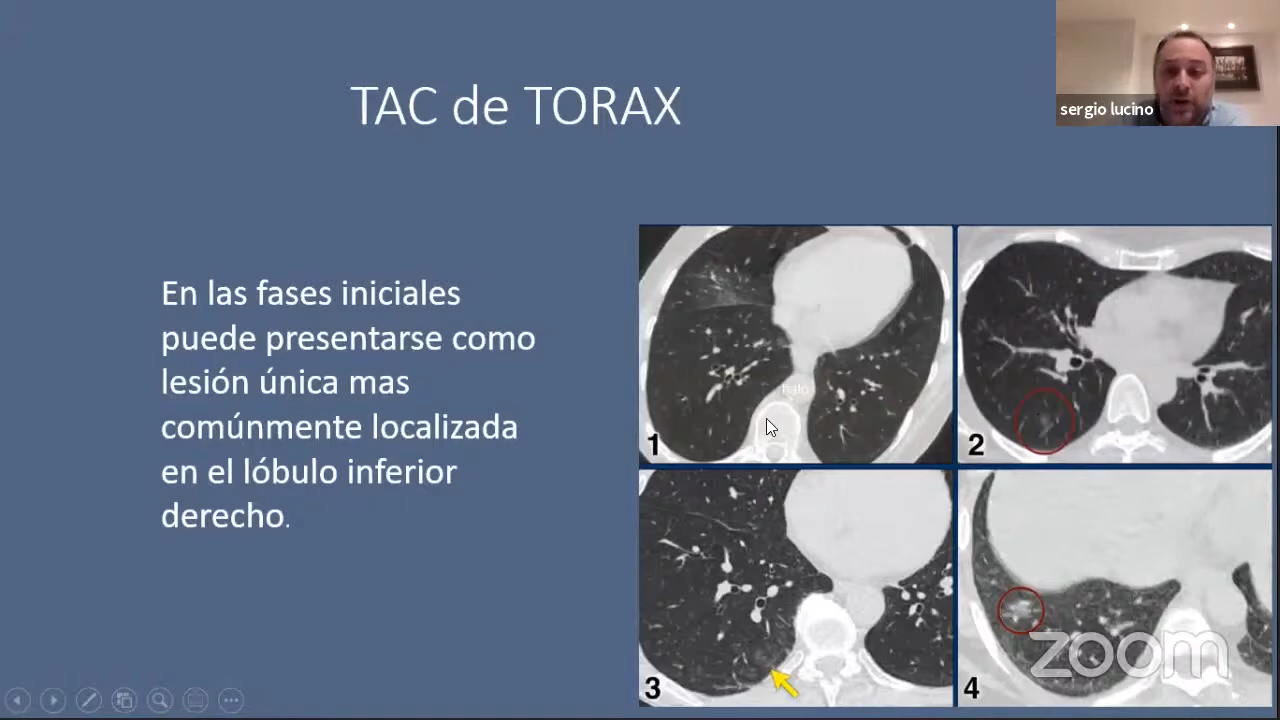 TAC de TORAX
sergio lucino
En las fases iniciales
puede presentarse como
lesión única mas
comúnmente localizada
en el lóbulo inferior
derecho.
halo
1
2
3
4
zoom